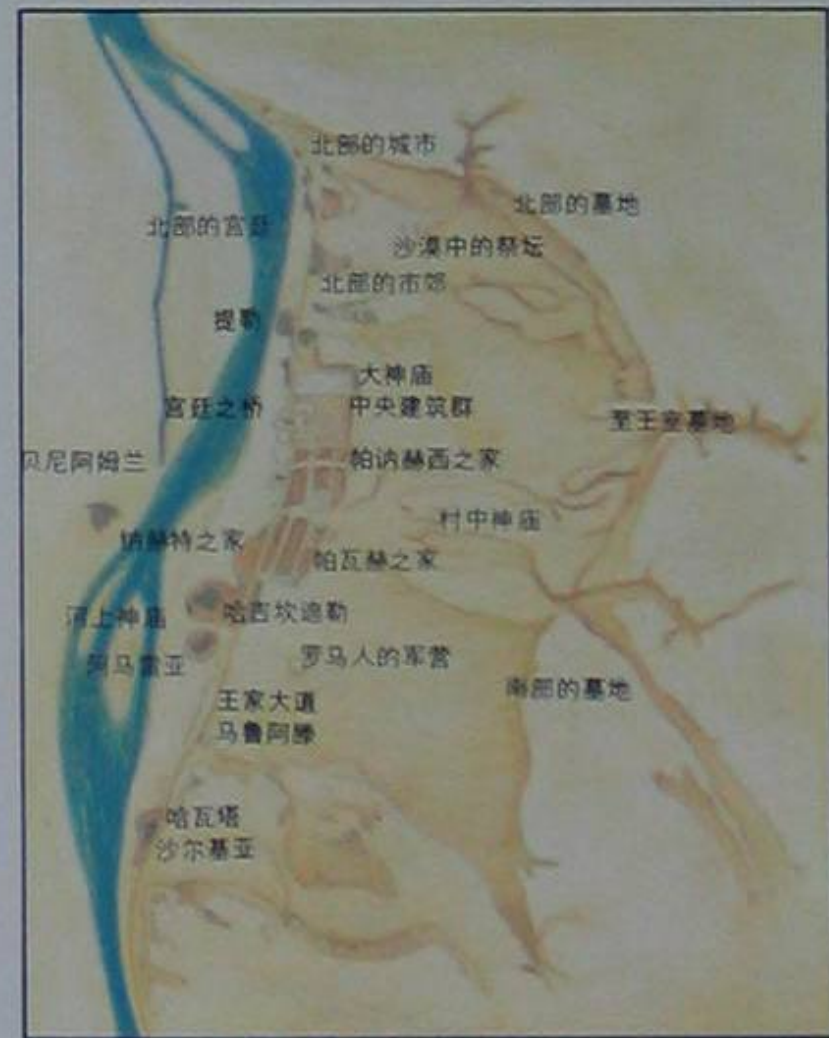 北部的城市
北部的墓地
北部的宫廷
沙漠中的祭坛
北部的市郊
提勒
大神庙
宫廷之桥
中央建筑群
至王室墓地
贝尼阿姆兰
帕讷赫西之家
村中神庙
纳赫特之家
帕瓦赫之家
河上神庙
哈吉坎迪勒
阿马雷亚
罗马人的军营
南部的墓地
王家大道
马鲁阿滕
哈瓦塔
沙尔基亚